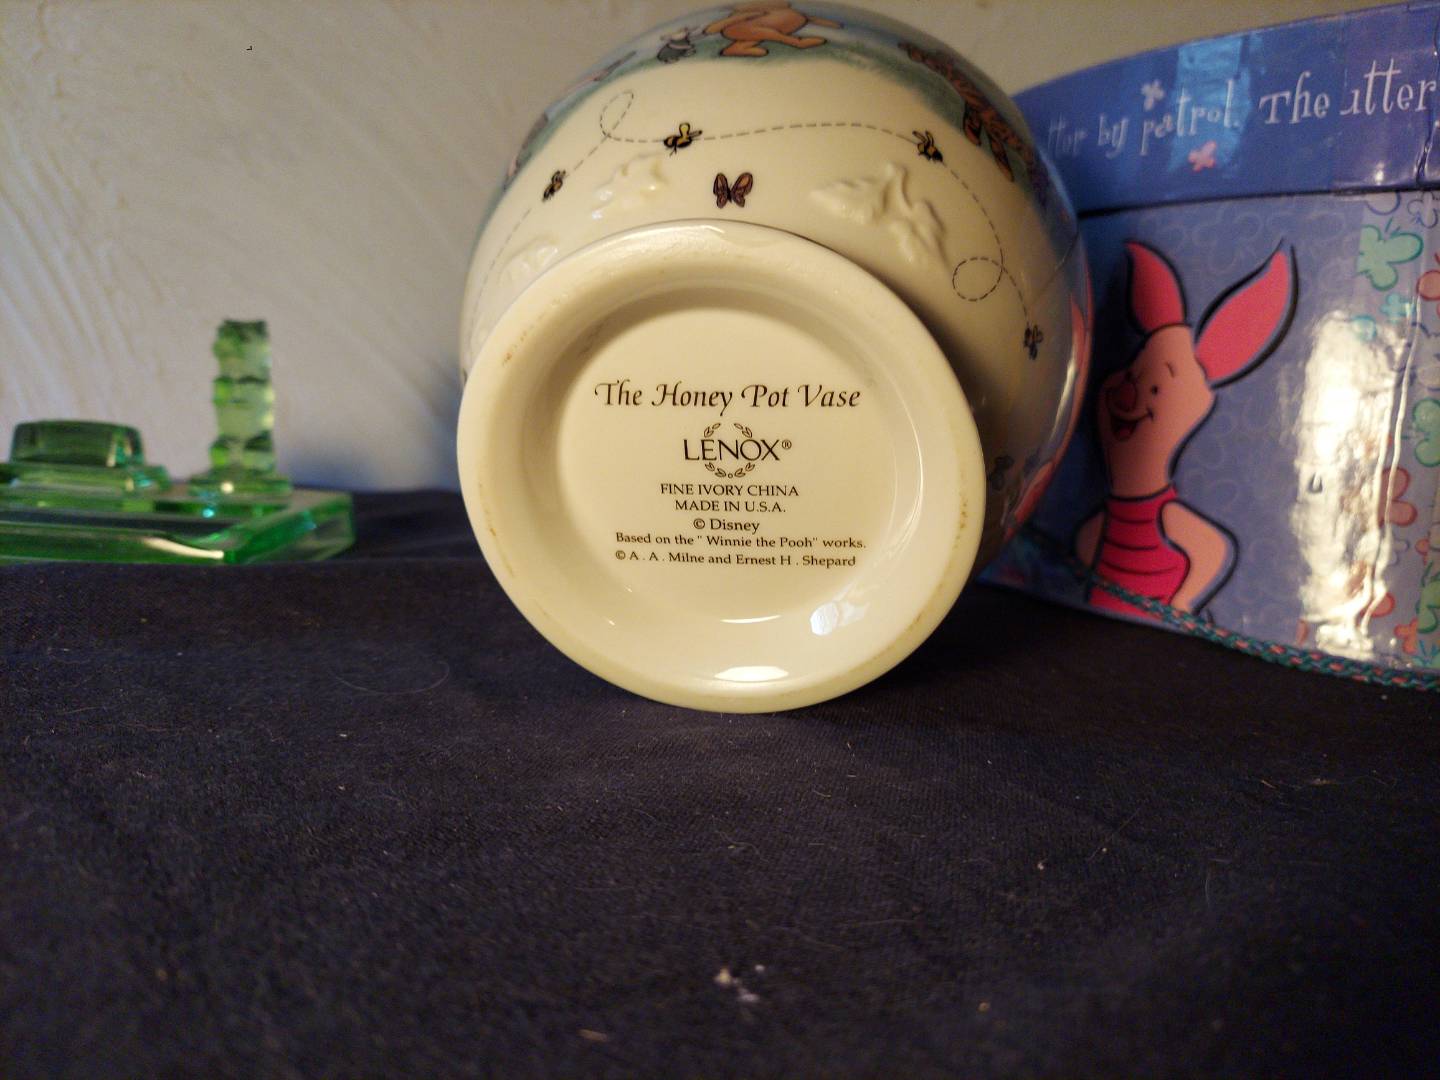 The Honey Pot Vase
LENOX®
FINE IVORY CHINA
MADE IN U.S.A.
© Disney
Based on the " Winnie the Pooh" works.
© A . A . Milne and Ernest H . Shepard
by patrol. The utter